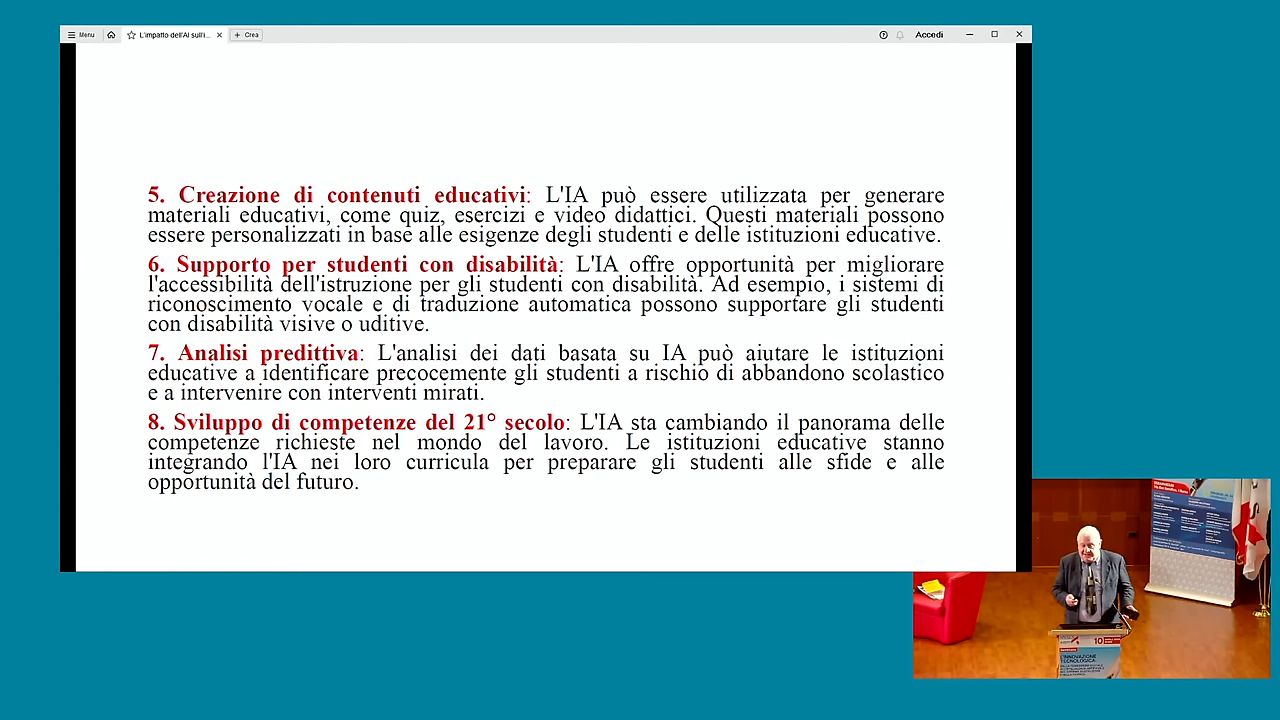 Menu
L'impatto dell'AI sull'i...
Crea
Accedi
5. Creazione di contenuti educativi: L'IA può essere utilizzata per generare
materiali educativi, come quiz, esercizi e video didattici. Questi materiali possono
essere personalizzati in base alle esigenze degli studenti e delle istituzioni educative.
6. Supporto per studenti con disabilità: L'IA offre opportunità per migliorare
l'accessibilità dell'istruzione per gli studenti con disabilità. Ad esempio, i sistemi di
riconoscimento vocale e di traduzione automatica possono supportare gli studenti
con disabilità visive o uditive.
7. Analisi predittiva: L'analisi dei dati basata su IA può aiutare le istituzioni
educative a identificare precocemente gli studenti a rischio di abbandono scolastico
e a intervenire con interventi mirati.
8. Sviluppo di competenze del 21° secolo: L'IA sta cambiando il panorama delle
competenze richieste nel mondo del lavoro. Le istituzioni educative stanno
integrando l'IA nei loro curricula per preparare gli studenti alle sfide e alle
opportunità del futuro.
10
L'INNOVAZIONE
TECNOLOGICA